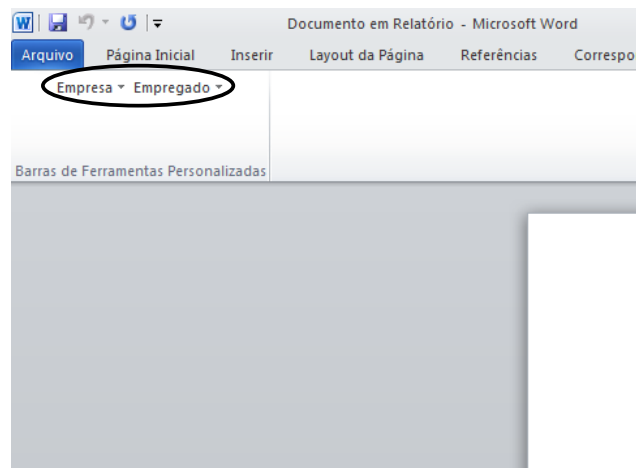 Documento em Relatório - Microsoft Word
Arquivo Página Inicial Inserir Layout da Página Referências Correspo
Empresa Empregado
Barras de Ferramentas Personalizadas